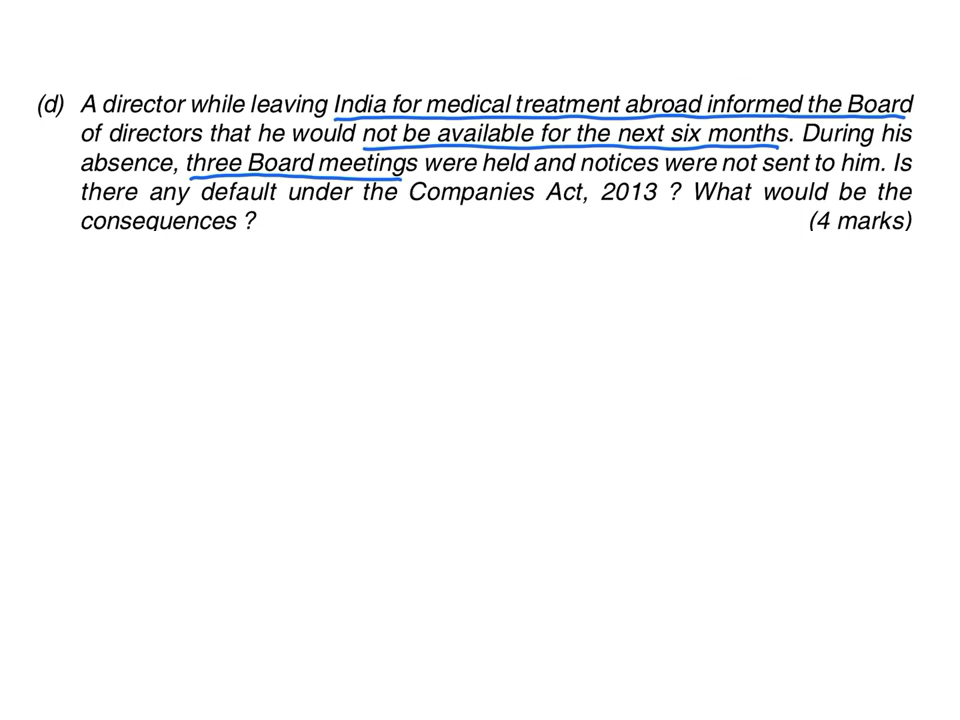 (d) A director while leaving India for medical treatment abroad informed the Board
of directors that he would not be available for the next six months. During his
absence, three Board meetings were held and notices were not sent to him. Is
there any default under the Companies Act, 2013 ? What would be the
consequences ? (4 marks)